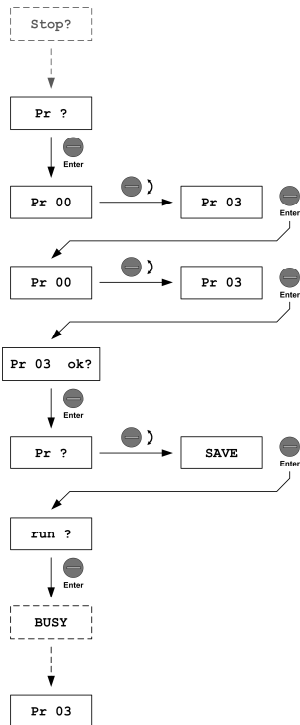 Stop?
Pr ?
Enter
Pr 00
Pr 03
Enter
Pr 00
Pr 03
Enter
Pr 03 ok?
Enter
Pr ?
SAVE
Enter
run ?
Enter
BUSY
Pr 03